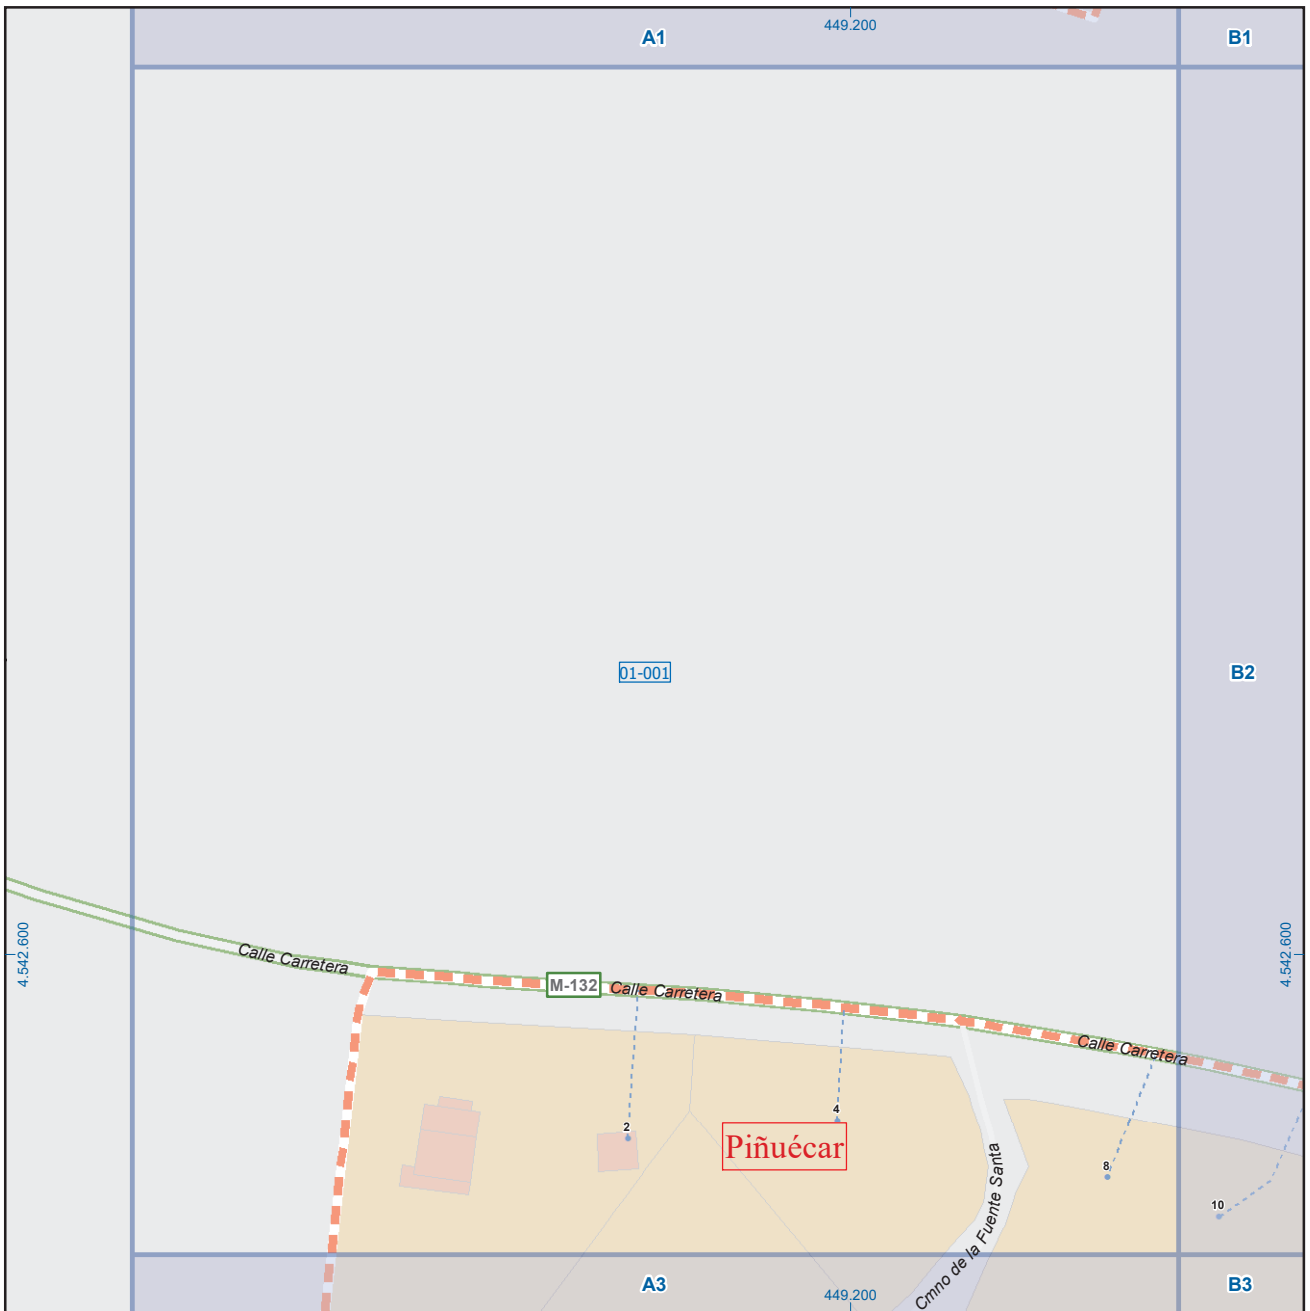 449.200
A1
B1
01-001
B2
4.542.600
4.542.600
Calle Carretera
M-132
Calle Carretera
Calle Carretera
4
2
Piñuécar
8
10
Cmno de la Fuente Santa
A3
B3
449.200